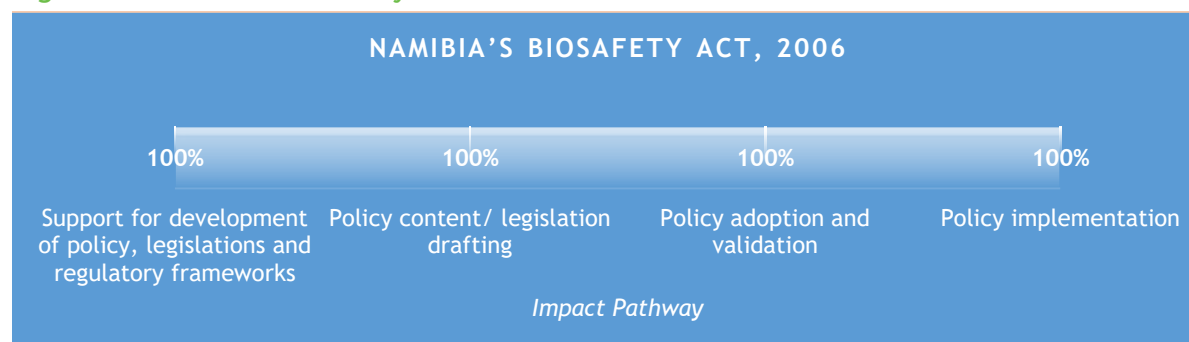 NAMIBIA'S BIOSAFETY ACT, 2006
100% 100% 100% 100%
Support for development of policy, legislations and regulatory frameworks
Policy content/ legislation drafting
Policy adoption and validation
Policy implementation
Impact Pathway